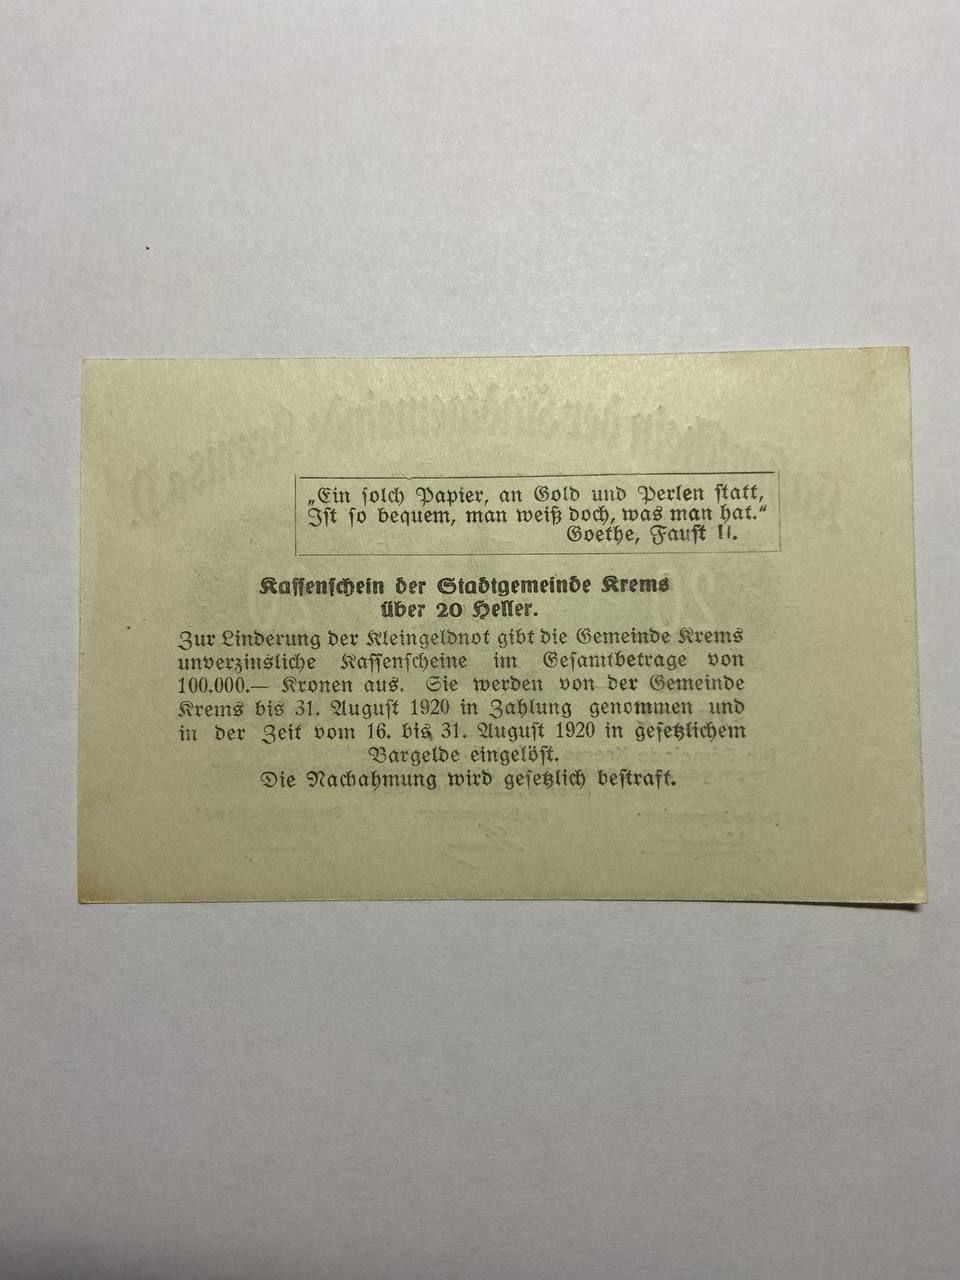 „Ein solch Papier, an Gold und Perlen statt,
Ist so bequem, man weiß doch, was man hat.“
Goethe, Faust II.
Kassenschein der Stadtgemeinde Krems
über 20 Heller.
Zur Linderung der Kleingeldnot gibt die Gemeinde Krems
unverzinsliche Kassenscheine im Gesamtbetrage von
100.000.— Kronen aus. Sie werden von der Gemeinde
Krems bis 31. August 1920 in Zahlung genommen und
in der Zeit vom 16. bis 31. August 1920 in gesetzlichem
Bargelde eingelöst.
Die Nachahmung wird gesetzlich bestraft.